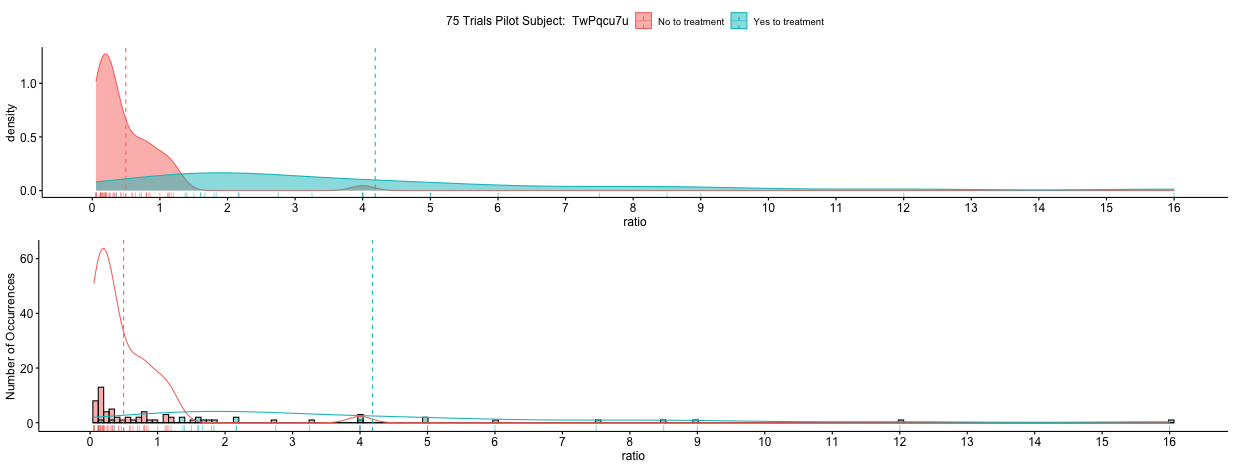 75 Trials Pilot Subject: TwPqcu7u No to treatment Yes to treatment
density
1.0
0.5
0.0
0 1 2 3 4 5 6 7 8 9 10 11 12 13 14 15 16
ratio
Number of Occurrences
60
40
20
0
0 1 2 3 4 5 6 7 8 9 10 11 12 13 14 15 16
ratio